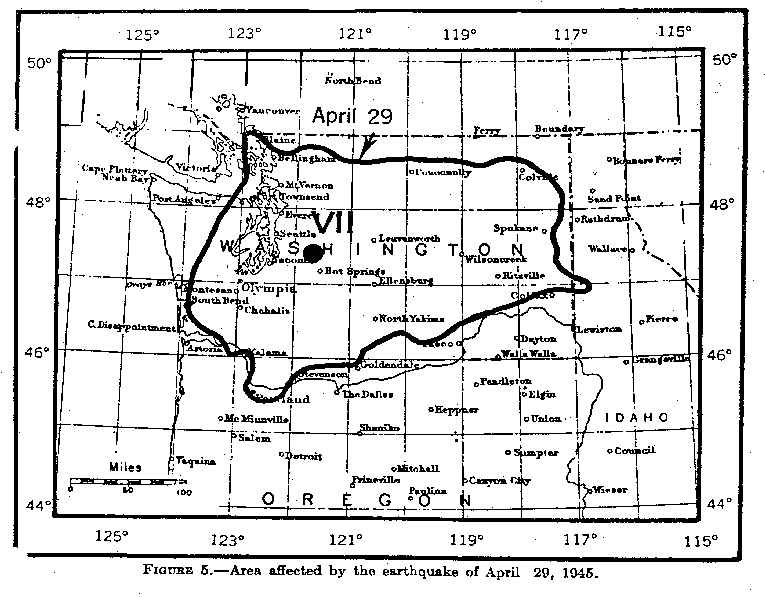 125° 123° 121° 119° 117° 115°
50° 50°
North Bend
Vancouver
April 29
Blaine
Ferry Boundary
Bellingham
Bonners Ferry
Cape Flattery
Neah Bay
Victoria
Conconully
Colville
Mt Vernon
Sand Point
48° 48°
Port Angeles
Townsend
Everett
VII
Rathdrum
Spokane
Seattle
Leavenworth
WASHINGTON
Wallace
Wilsoncreek
Tacoma
Hot Springs
Ritzville
Ellensburg
Grays Hbr
Montesano
Olympia
Colfax
South Bend
Chehalis
North Yakima
Pierce
C. Disappointment
Lewiston
Dayton
Pasco
46° 46°
Astoria
Kalama
Walla Walla
Grangeville
Goldendale
Stevenson
Pendleton
The Dalles
Elgin
Portland
Heppner
McMinnville
Union
IDAHO
Shaniko
Salem
Detroit
Sumpter
Council
Miles
Yaquina
Mitchell
Prineville
Canyon City
0 50 100
Paulina
Weiser
OREGON
44° 44°
125° 123° 121° 119° 117° 115°
FIGURE 5.—Area affected by the earthquake of April 29, 1945.